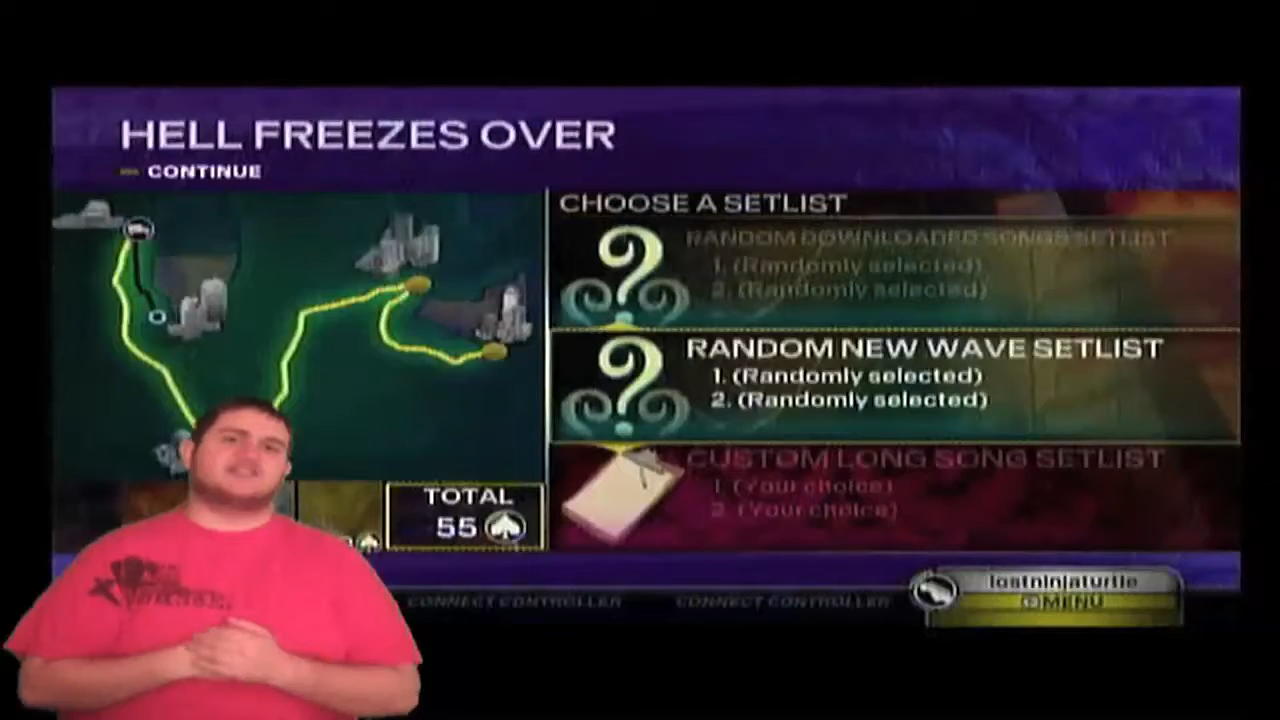 HELL FREEZES OVER
CONTINUE
CHOOSE A SETLIST
RANDOM DOWNLOADED SONGS SETLIST
1. (Randomly selected)
2. (Randomly selected)
RANDOM NEW WAVE SETLIST
1. (Randomly selected)
2. (Randomly selected)
CUSTOM LONG SONG SETLIST
1. (Your choice)
2. (Your choice)
TOTAL
55
CONNECT CONTROLLER
CONNECT CONTROLLER
lostninjaturtle
MENU